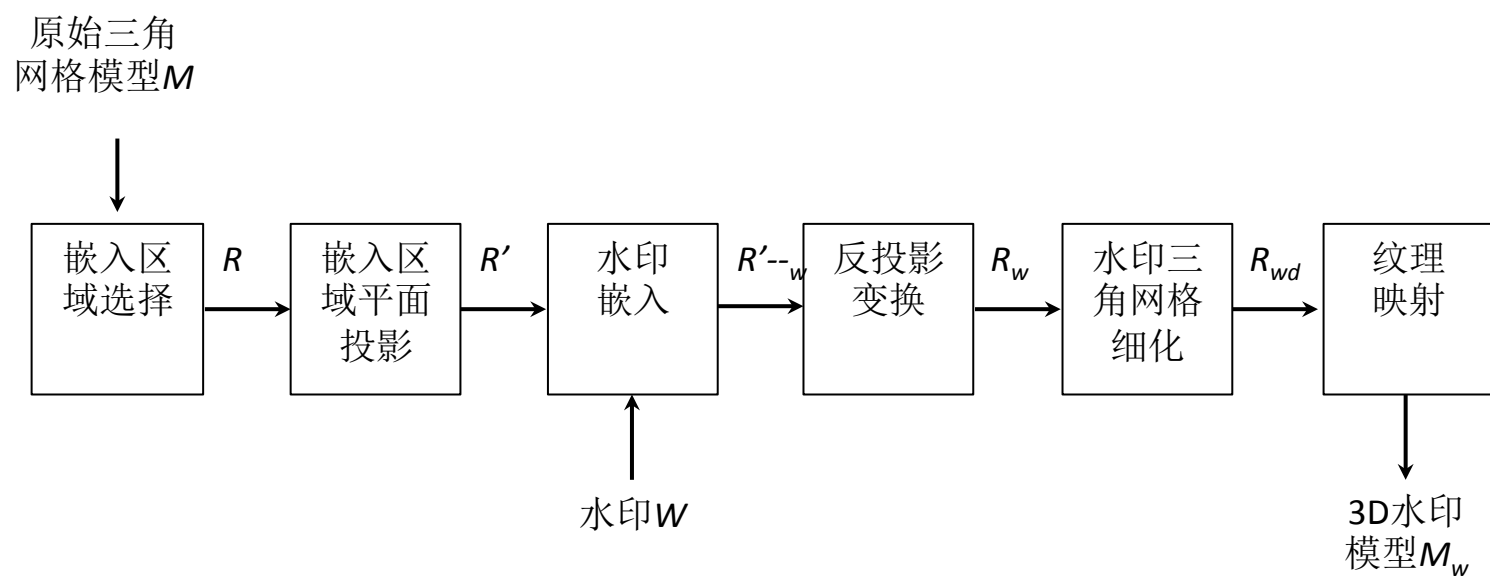 原始三角
网格模型M
嵌入区
域选择
R
嵌入区
域平面
投影
R'
水印
嵌入
R'--w
反投影
变换
Rw
水印三
角网格
细化
Rwd
纹理
映射
水印W
3D水印
模型Mw